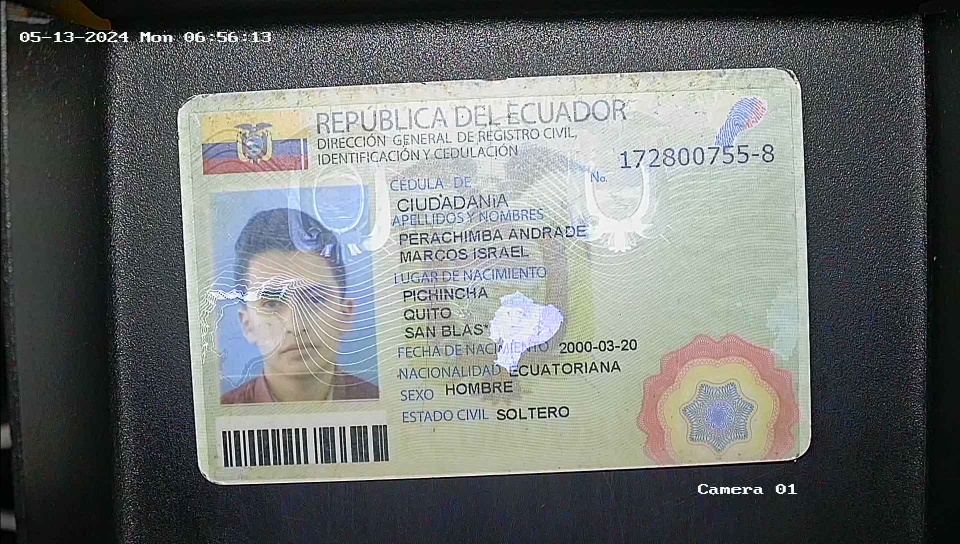 05-13-2024 Mon 06:56:13
REPÚBLICA DEL ECUADOR
DIRECCIÓN GENERAL DE REGISTRO CIVIL,
IDENTIFICACIÓN Y CEDULACIÓN
No. 172800755-8
CÉDULA DE
CIUDADANÍA
APELLIDOS Y NOMBRES
PERACHIMBA ANDRADE
MARCOS ISRAEL
LUGAR DE NACIMIENTO
PICHINCHA
QUITO
SAN BLAS*
FECHA DE NACIMIENTO 2000-03-20
NACIONALIDAD ECUATORIANA
SEXO HOMBRE
ESTADO CIVIL SOLTERO
Camera 01